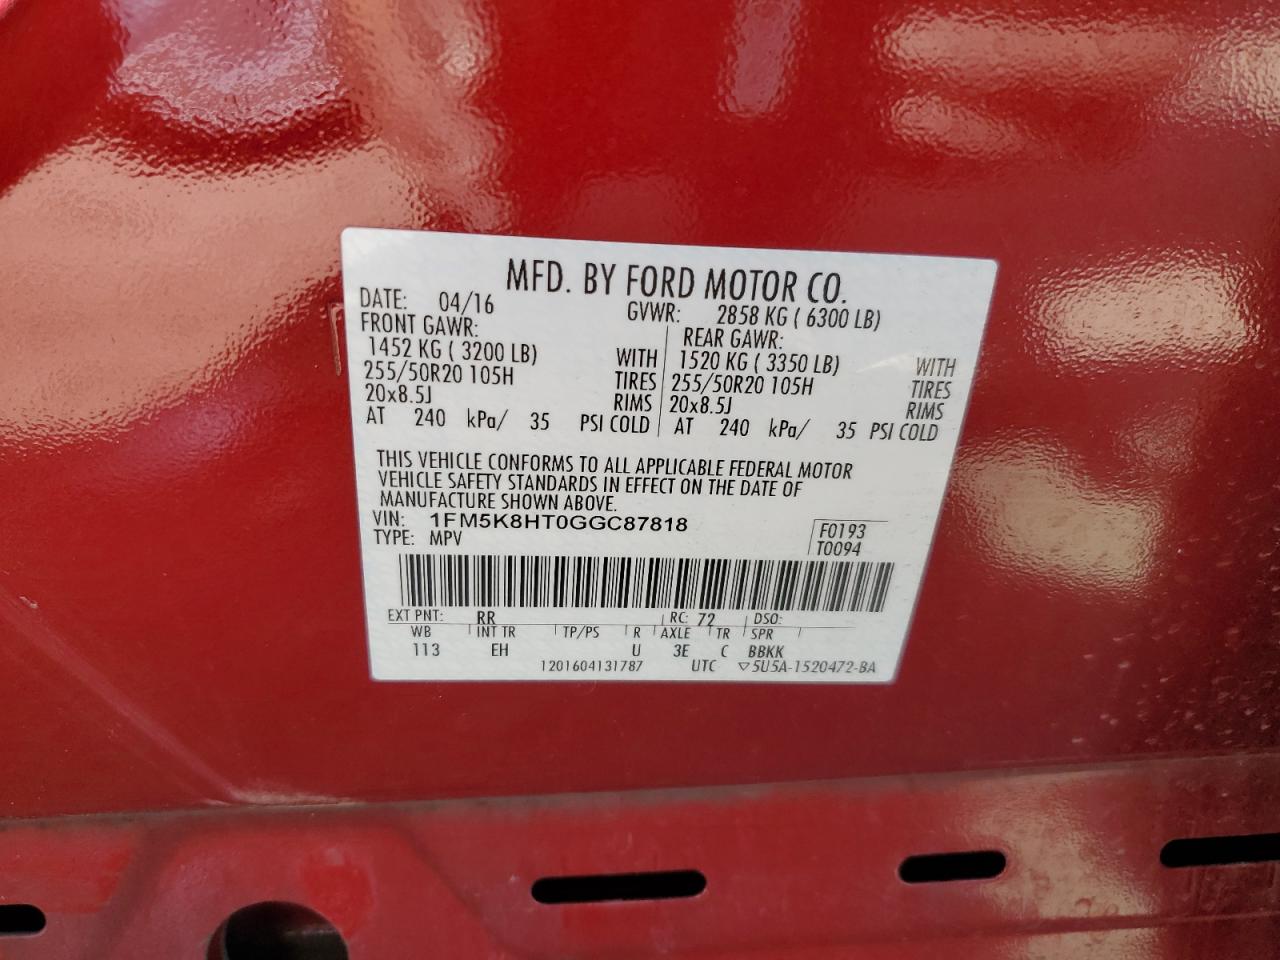 MFD. BY FORD MOTOR CO.
DATE: 04/16 GVWR: 2858 KG ( 6300 LB)
FRONT GAWR: REAR GAWR:
1452 KG ( 3200 LB) WITH 1520 KG ( 3350 LB) WITH
255/50R20 105H TIRES 255/50R20 105H TIRES
20x8.5J RIMS 20x8.5J RIMS
AT 240 kPa/ 35 PSI COLD AT 240 kPa/ 35 PSI COLD
THIS VEHICLE CONFORMS TO ALL APPLICABLE FEDERAL MOTOR
VEHICLE SAFETY STANDARDS IN EFFECT ON THE DATE OF
MANUFACTURE SHOWN ABOVE.
VIN: 1FM5K8HT0GGC87818 F0193
TYPE: MPV T0094
EXT PNT: RR RC: 72 DSO:
WB INT TR TP/PS R AXLE TR SPR
113 EH U 3E C BBKK
1201604131787 UTC ▽5U5A-1520472-BA